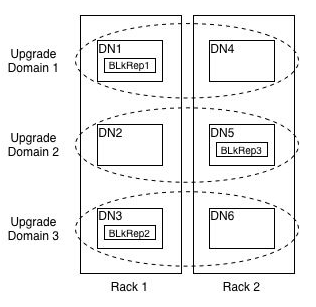 Upgrade
Domain 1
DN1
BLkRep1
DN4
Upgrade
Domain 2
DN2
DN5
BLkRep3
Upgrade
Domain 3
DN3
BLkRep2
DN6
Rack 1
Rack 2